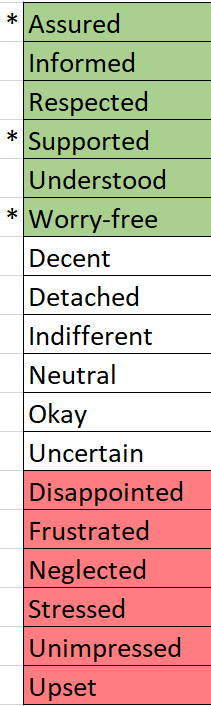 * Assured
Informed
Respected
* Supported
Understood
* Worry-free
Decent
Detached
Indifferent
Neutral
Okay
Uncertain
Disappointed
Frustrated
Neglected
Stressed
Unimpressed
Upset